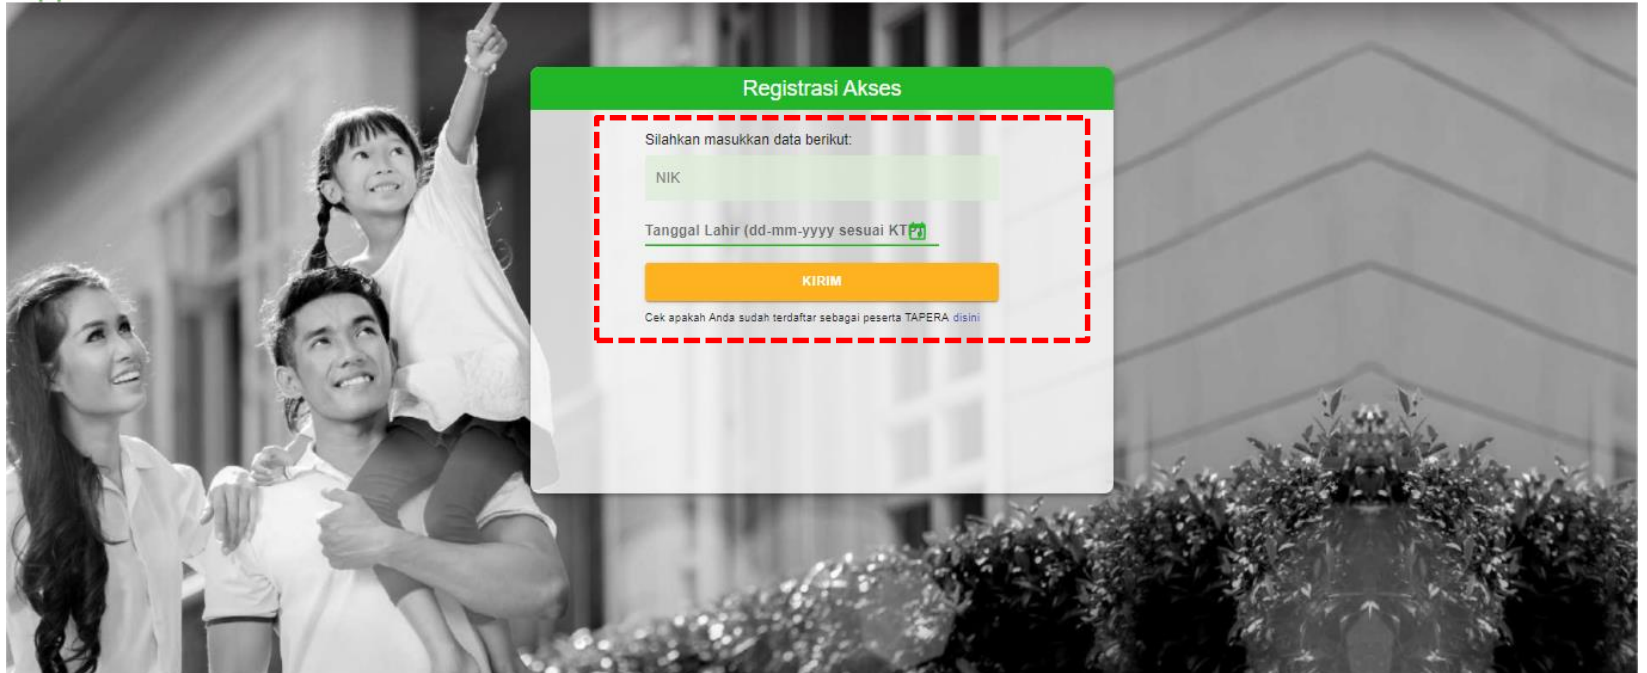 Registrasi Akses
Silahkan masukkan data berikut:
NIK
Tanggal Lahir (dd-mm-yyyy sesuai KT
KIRIM
Cek apakah Anda sudah terdaftar sebagai peserta TAPERA disini